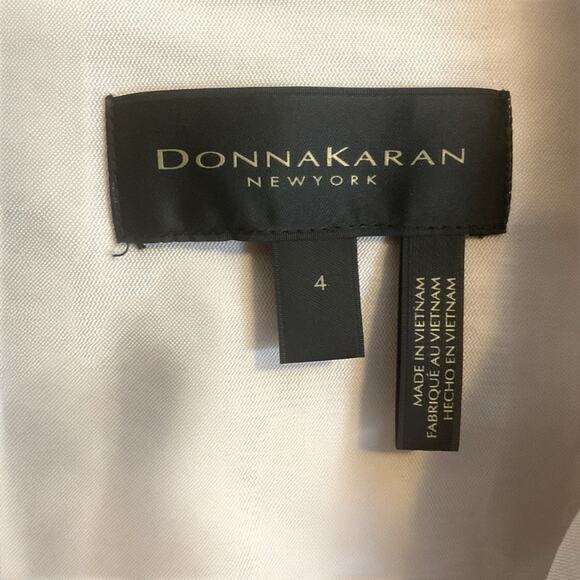 DONNAKARAN
NEWYORK
4
MADE IN VIETNAM
FABRIQUÉ AU VIETNAM
HECHO EN VIETNAM